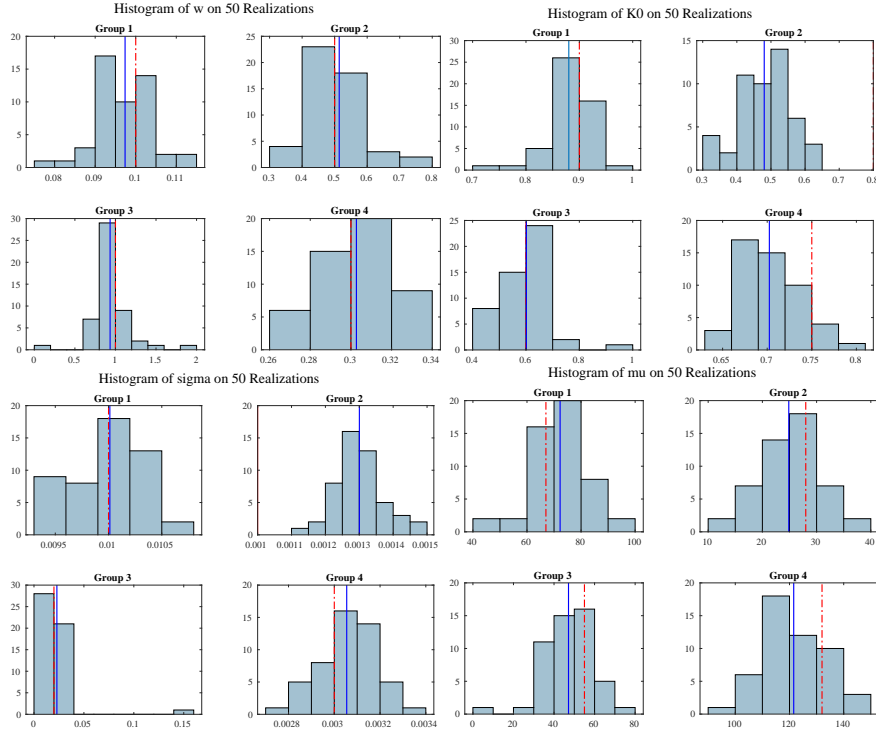 Histogram of w on 50 Realizations
Group 1
20
15
10
5
0
0.08 0.09 0.1 0.11
Group 2
25
20
15
10
5
0
0.3 0.4 0.5 0.6 0.7 0.8
Group 3
30
25
20
15
10
5
0
0 0.5 1 1.5 2
Group 4
20
15
10
5
0
0.26 0.28 0.3 0.32 0.34
Histogram of K0 on 50 Realizations
Group 1
30
25
20
15
10
5
0
0.7 0.8 0.9 1
Group 2
15
10
5
0
0.3 0.4 0.5 0.6 0.7 0.8
Group 3
25
20
15
10
5
0
0.4 0.6 0.8 1
Group 4
20
15
10
5
0
0.65 0.7 0.75 0.8
Histogram of sigma on 50 Realizations
Group 1
20
15
10
5
0
0.0095 0.01 0.0105
Group 2
20
15
10
5
0
0.001 0.0011 0.0012 0.0013 0.0014 0.0015
Group 3
30
25
20
15
10
5
0
0 0.05 0.1 0.15
Group 4
20
15
10
5
0
0.0028 0.003 0.0032 0.0034
Histogram of mu on 50 Realizations
Group 1
20
15
10
5
0
40 60 80 100
Group 2
20
15
10
5
0
10 20 30 40
Group 3
20
15
10
5
0
0 20 40 60 80
Group 4
20
15
10
5
0
100 120 140